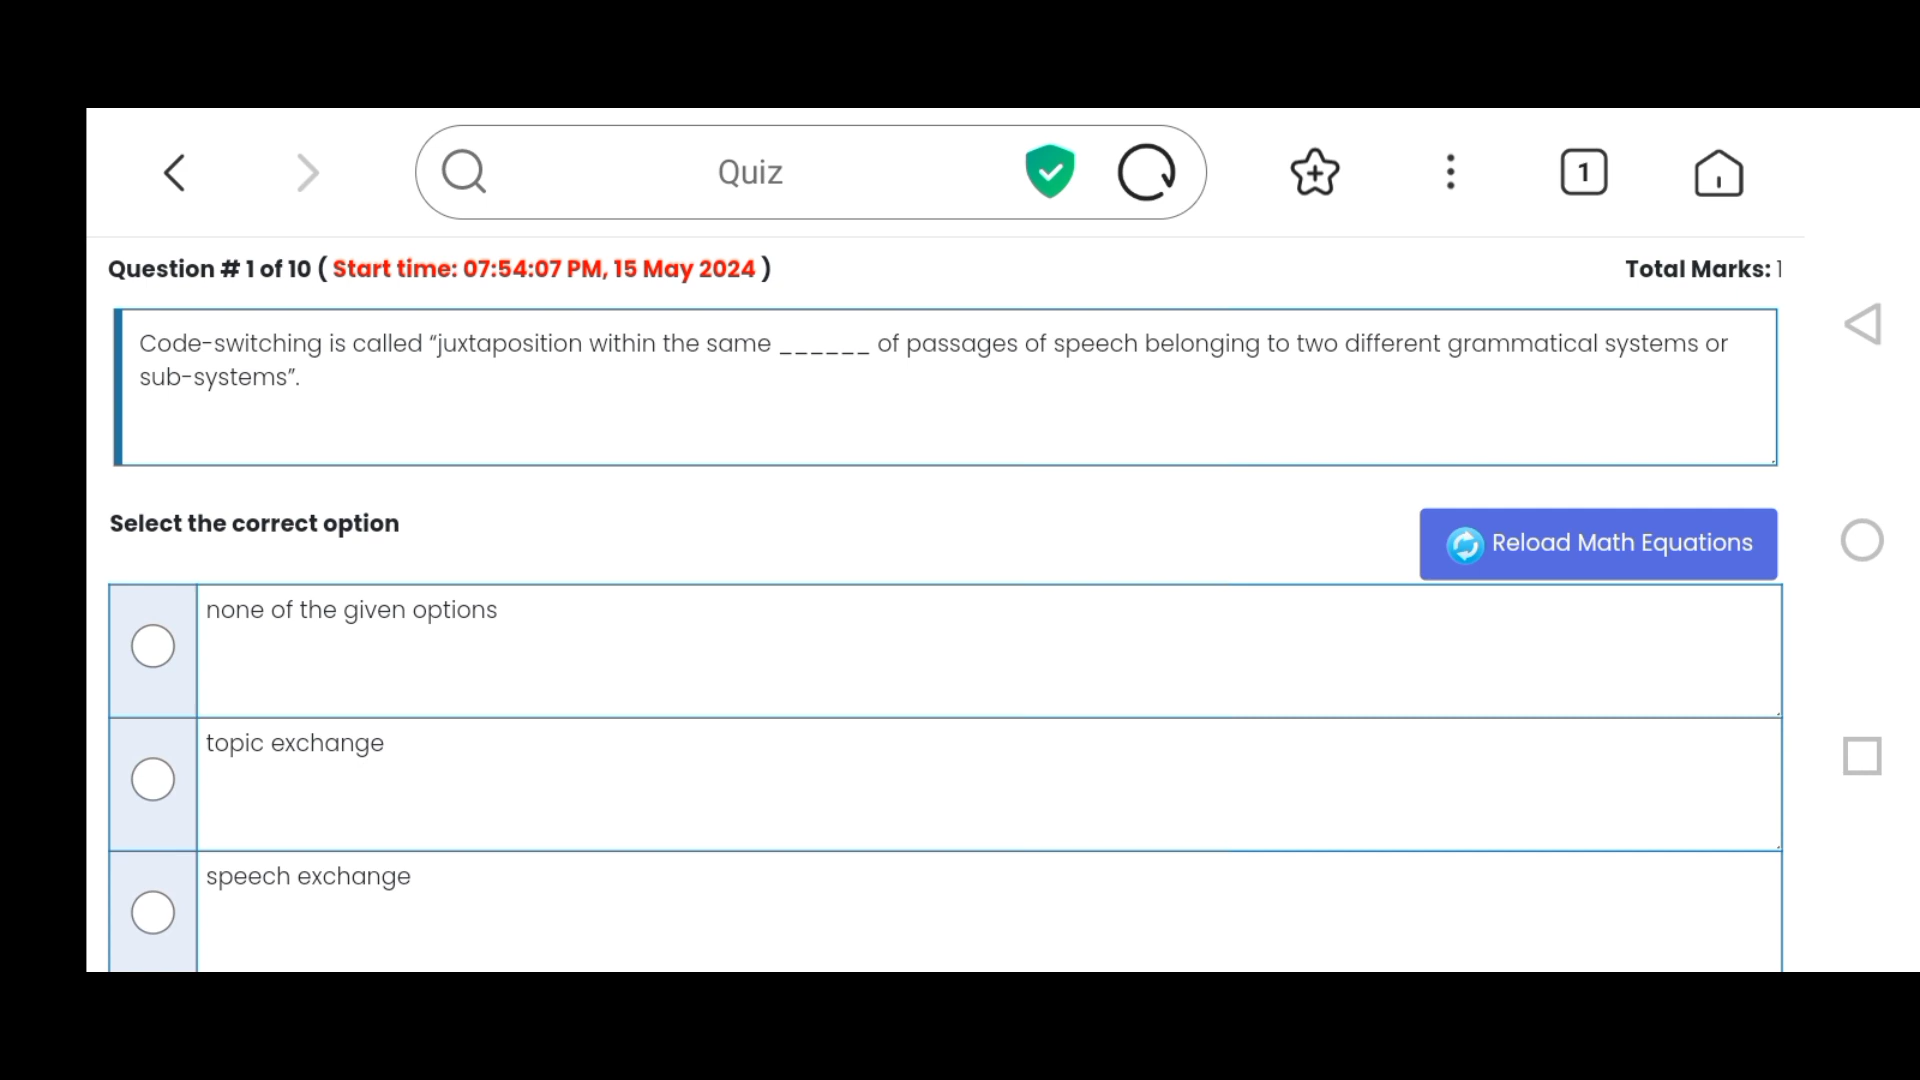 Quiz
1
Question # 1 of 10 ( Start time: 07:54:07 PM, 15 May 2024 )
Total Marks: 1
Code-switching is called “juxtaposition within the same ______ of passages of speech belonging to two different grammatical systems or
sub-systems”.
Select the correct option
Reload Math Equations
none of the given options
topic exchange
speech exchange